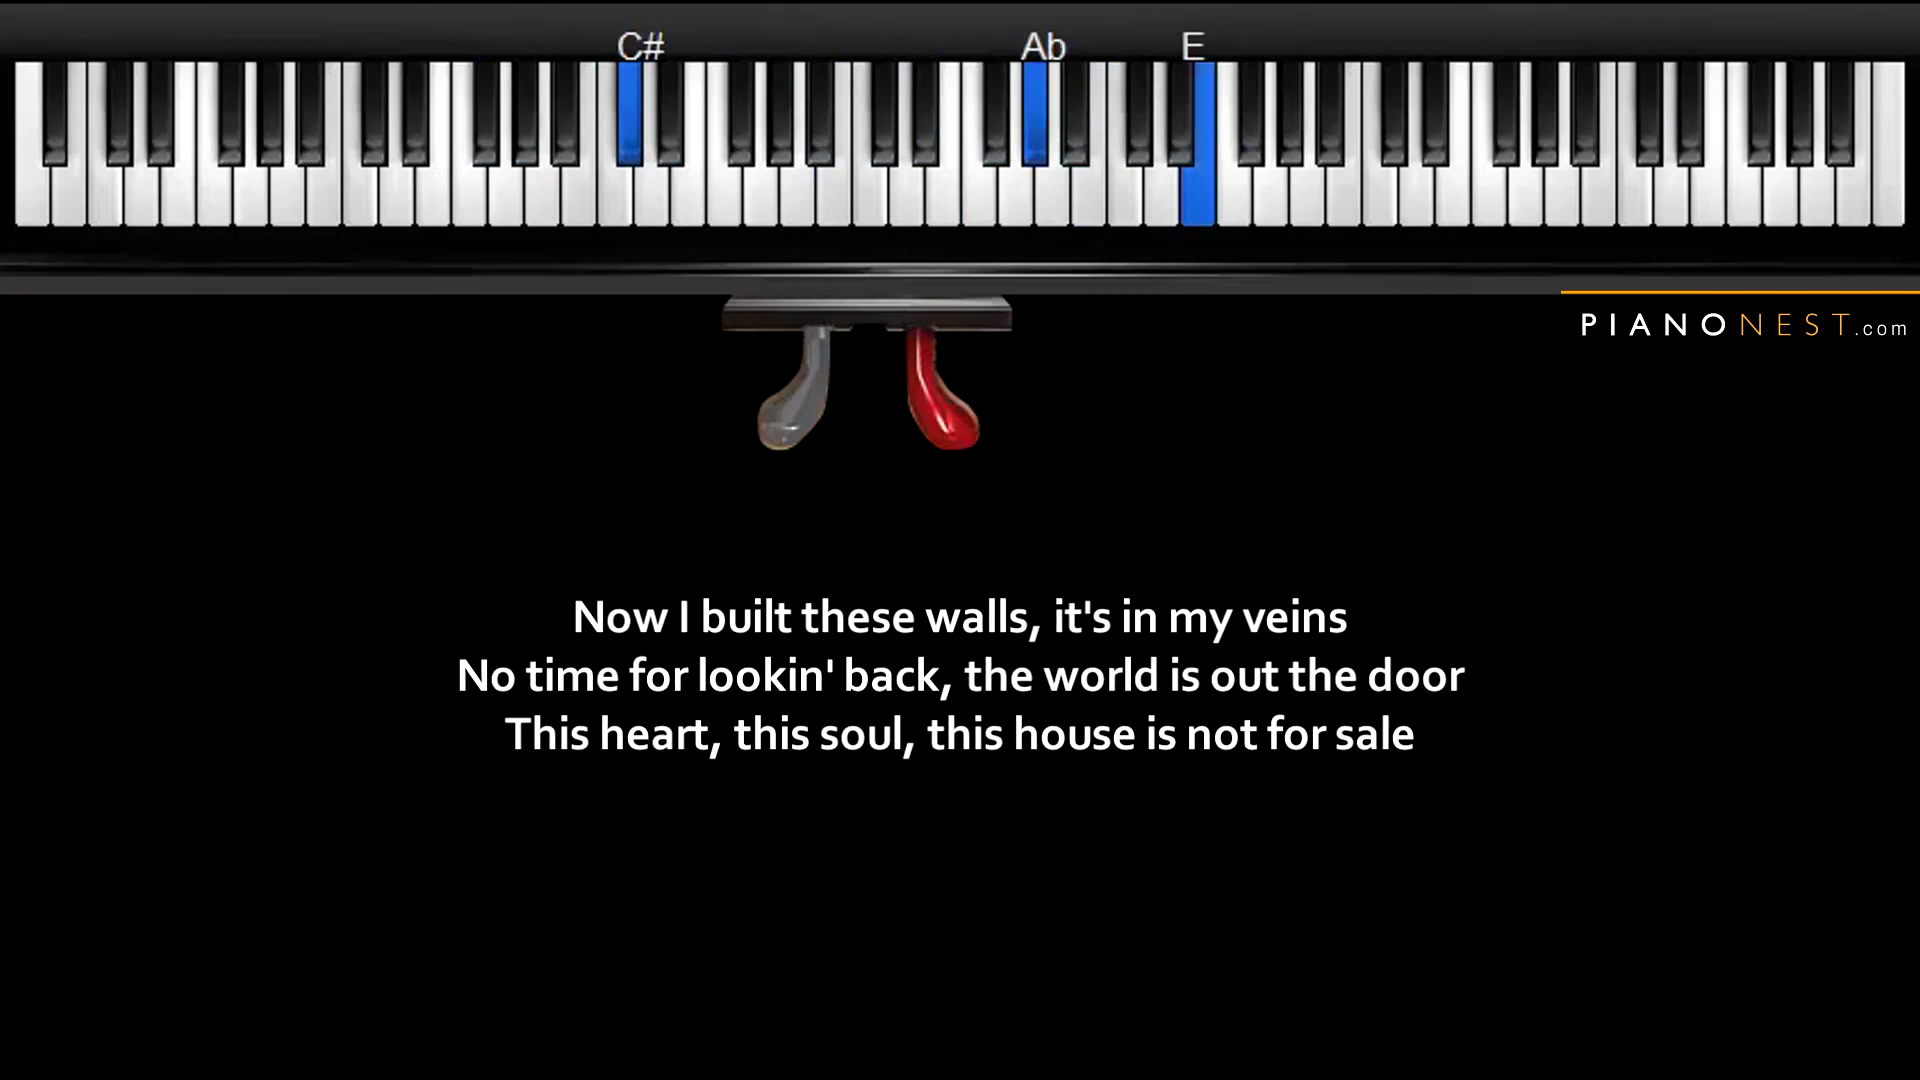 C# Ab E
PIANONEST.com
Now I built these walls, it's in my veins
No time for lookin' back, the world is out the door
This heart, this soul, this house is not for sale